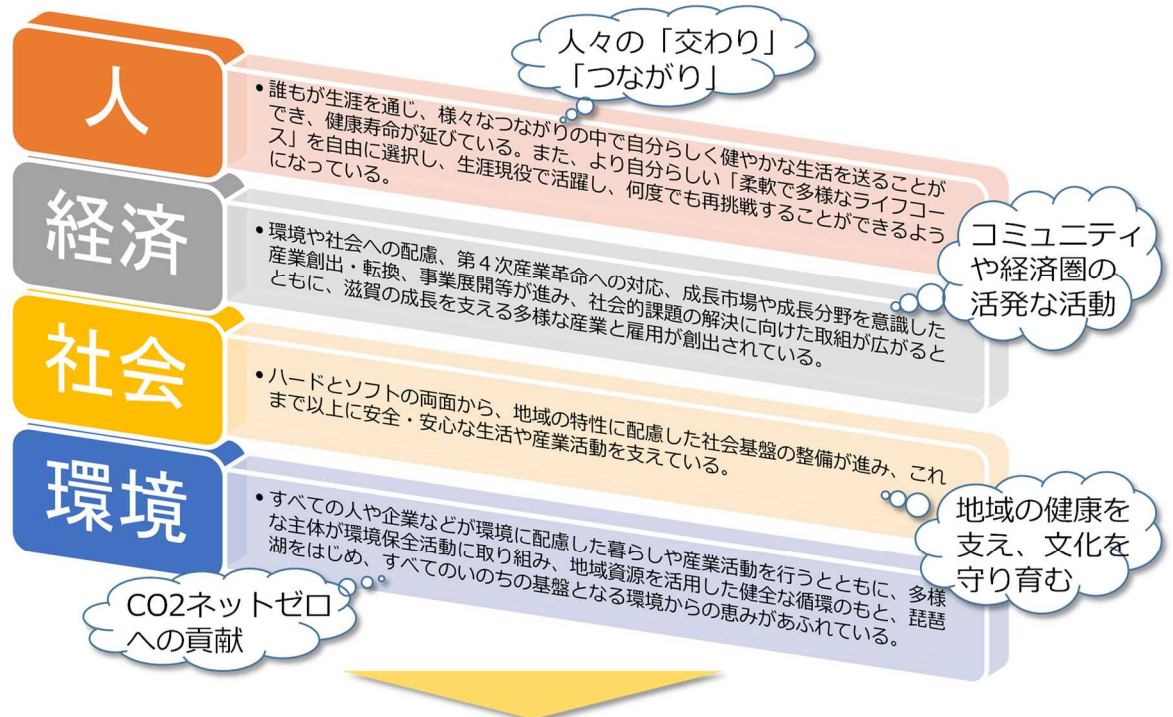 人々の「交わり」
「つながり」
人
•誰もが生涯を通じ、様々なつながりの中で自分らしく健やかな生活を送ることが
でき、健康寿命が延びている。また、より自分らしい「柔軟で多様なライフコー
ス」を自由に選択し、生涯現役で活躍し、何度でも再挑戦することができるよう
になっている。
経済
•環境や社会への配慮、第４次産業革命への対応、成長市場や成長分野を意識した
産業創出・転換、事業展開等が進み、社会的課題の解決に向けた取組が広がると
ともに、滋賀の成長を支える多様な産業と雇用が創出されている。
コミュニティ
や経済圏の
活発な活動
社会
•ハードとソフトの両面から、地域の特性に配慮した社会基盤の整備が進み、これ
まで以上に安全・安心な生活や産業活動を支えている。
地域の健康を
支え、文化を
守り育む
環境
•すべての人や企業などが環境に配慮した暮らしや産業活動を行うとともに、多様
な主体が環境保全活動に取り組み、地域資源を活用した健全な循環のもと、琵琶
湖をはじめ、すべてのいのちの基盤となる環境からの恵みがあふれている。
CO2ネットゼロ
への貢献